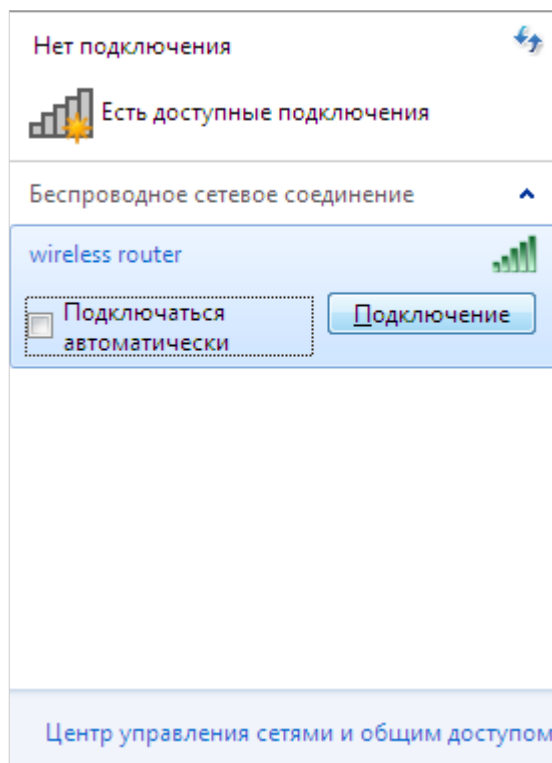 Нет подключения
Есть доступные подключения
Беспроводное сетевое соединение
wireless router
Подключаться
автоматически
Подключение
Центр управления сетями и общим доступом